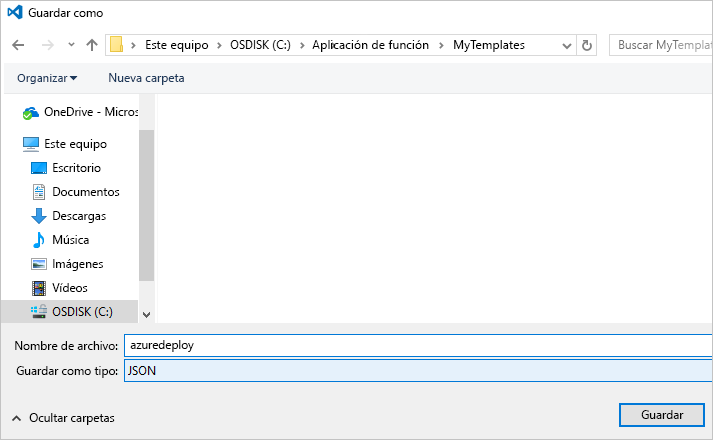 Guardar como
Este equipo › OSDISK (C:) › Aplicación de función › MyTemplates
Buscar MyTempla
Organizar
Nueva carpeta
OneDrive - Micros
Este equipo
Escritorio
Documentos
Descargas
Música
Imágenes
Vídeos
OSDISK (C:)
Nombre de archivo: azuredeploy
Guardar como tipo: JSON
Ocultar carpetas
Guardar